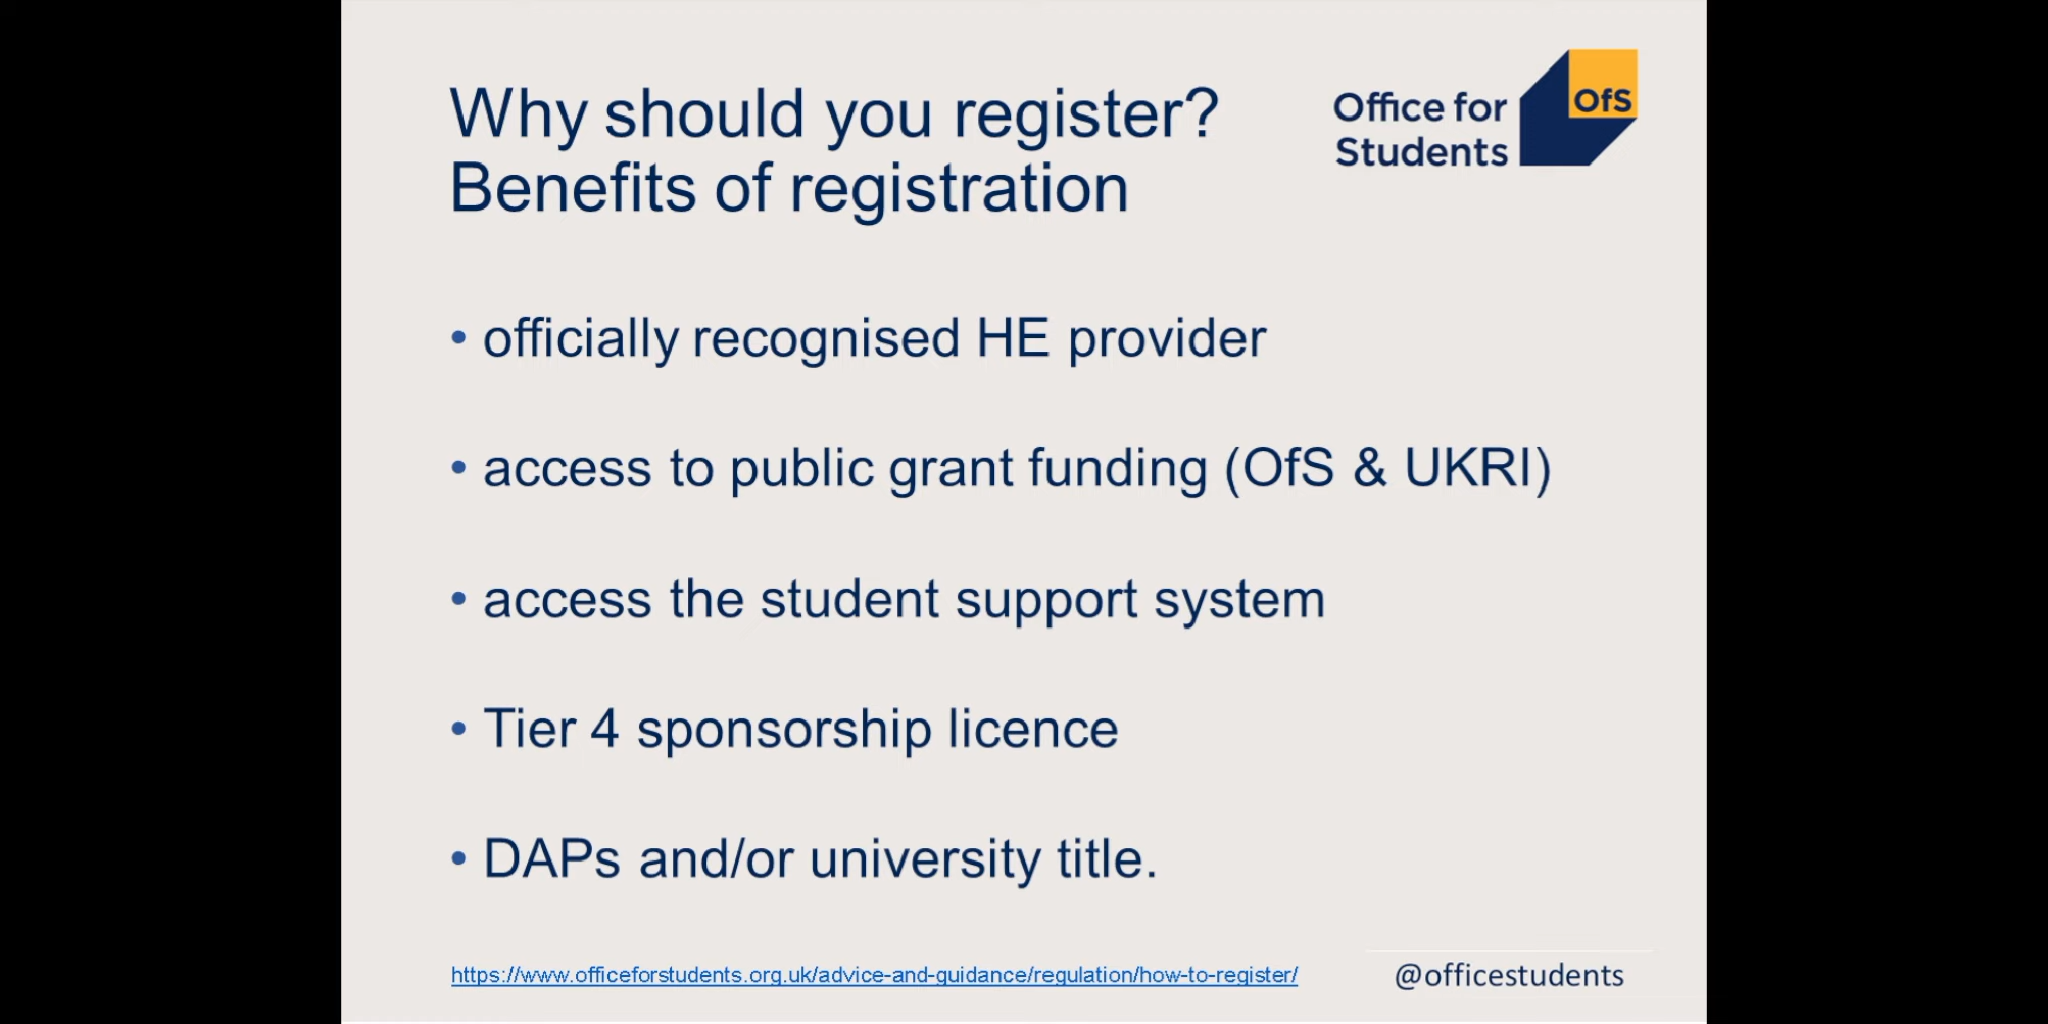 Why should you register?
Benefits of registration
Office for
Students
OfS
• officially recognised HE provider
• access to public grant funding (OfS & UKRI)
• access the student support system
• Tier 4 sponsorship licence
• DAPs and/or university title.
https://www.officeforstudents.org.uk/advice-and-guidance/regulation/how-to-register/
@officestudents